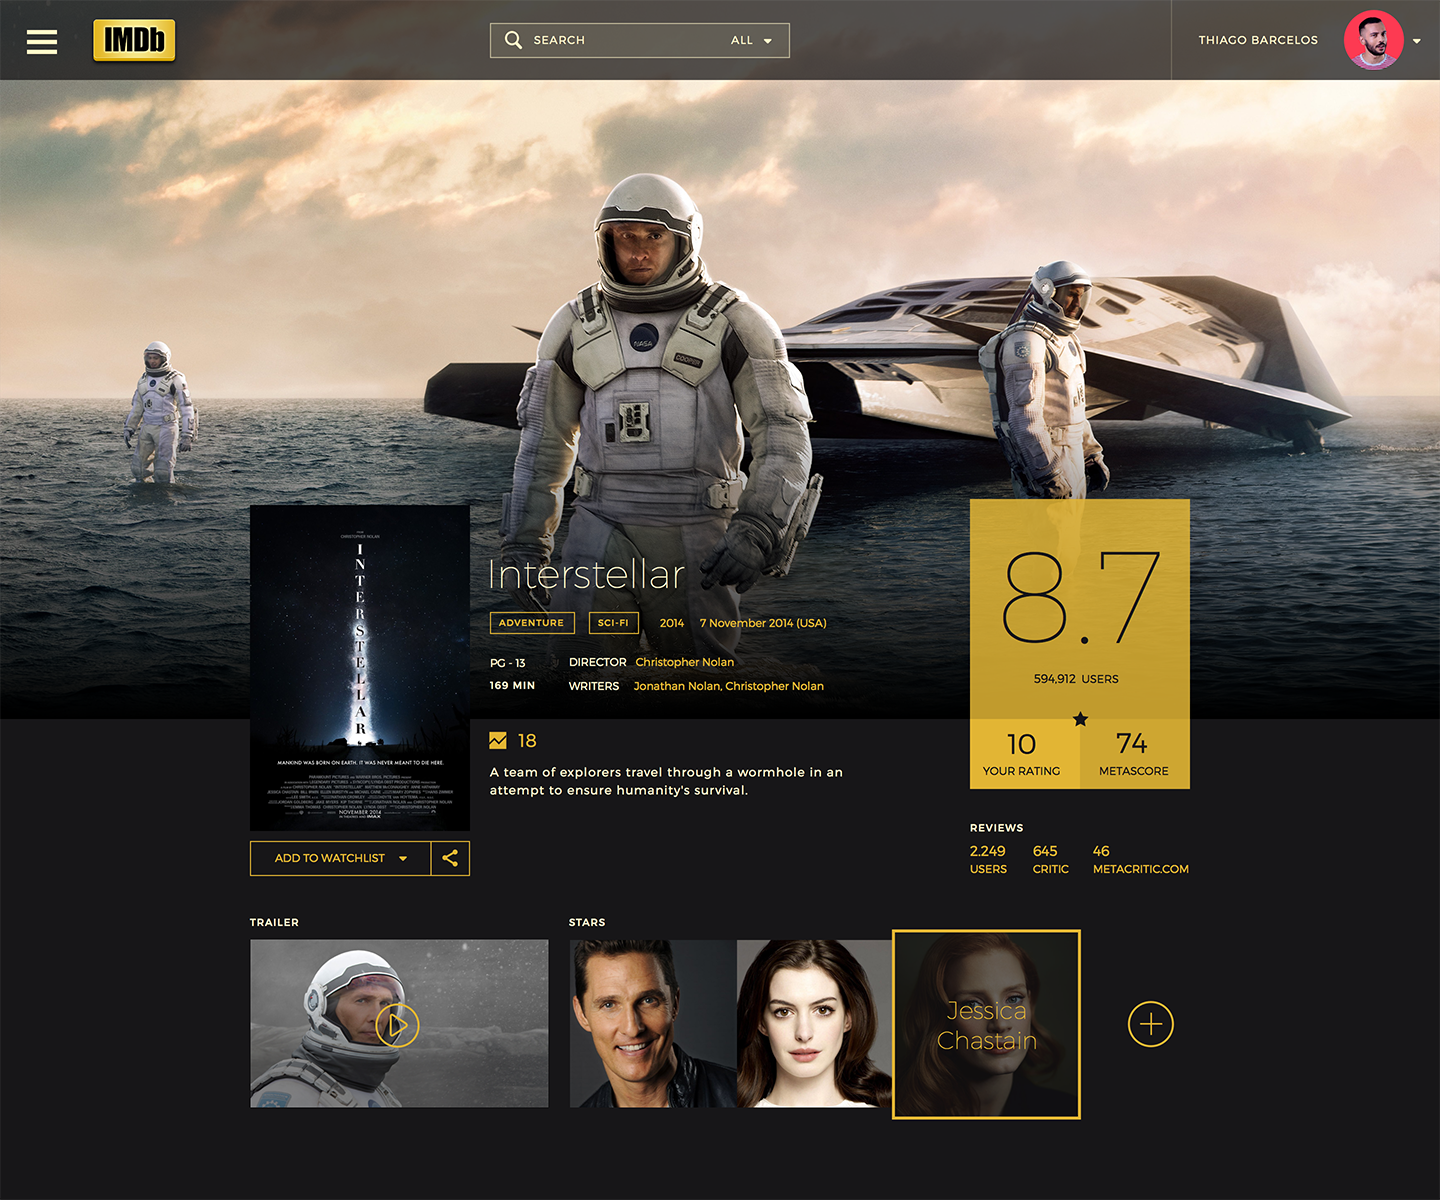 IMDb
SEARCH
ALL
THIAGO BARCELOS
NASA
COOPER
CHRISTOPHER NOLAN
INTERSTELLAR
MANKIND WAS BORN ON EARTH. IT WAS NEVER MEANT TO DIE HERE.
NOVEMBER 2014
Interstellar
ADVENTURE
SCI-FI
2014
7 November 2014 (USA)
PG - 13
DIRECTOR Christopher Nolan
169 MIN
WRITERS Jonathan Nolan, Christopher Nolan
18
A team of explorers travel through a wormhole in an
attempt to ensure humanity's survival.
8.7
594,912 USERS
10
YOUR RATING
74
METASCORE
ADD TO WATCHLIST
REVIEWS
2.249
USERS
645
CRITIC
46
METACRITIC.COM
TRAILER
STARS
Jessica
Chastain